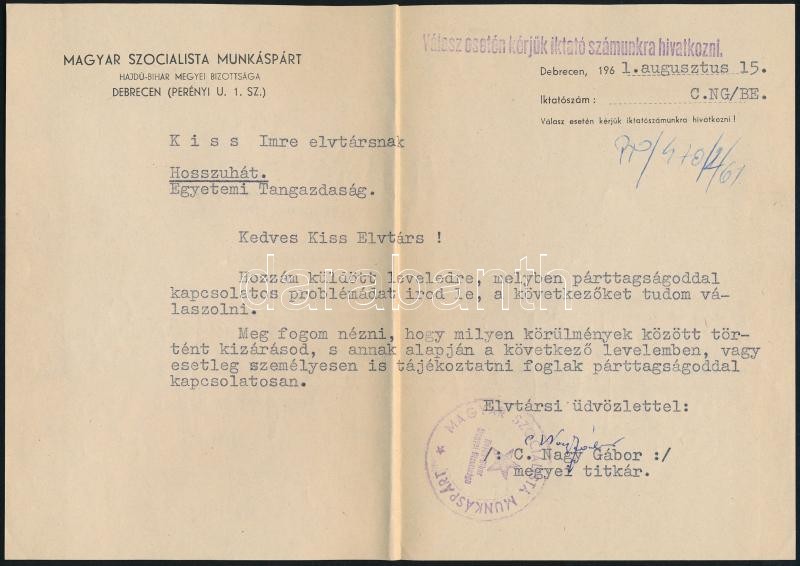 MAGYAR SZOCIALISTA MUNKÁSPÁRT
HAJDÚ-BIHAR MEGYEI BIZOTTSÁGA
DEBRECEN (PERÉNYI U. 1. SZ.)
Válasz esetén kérjük iktató számunkra hivatkozni.
Debrecen, 196 1.augusztus 15.
Iktatószám: C.NG/BE.
Válasz esetén kérjük iktatószámunkra hivatkozni!
K i s s Imre elvtársnak
Hosszuhát.
Egyetemi Tangazdaság.
Kedves Kiss Elvtárs !
Hozzám küldött leveledre, melyben párttagságoddal
kapcsolatos problémádat irod le, a következőket tudom vá-
laszolni.
Meg fogom nézni, hogy milyen körülmények között tör-
tént kizárásod, s annak alapján a következő levelemben, vagy
esetleg személyesen is tájékoztatni foglak párttagságoddal
kapcsolatosan.
Elvtársi üdvözlettel:
/: C. Nagy Gábor :/
megyei titkár.
MAGYAR SZOCIALISTA MUNKÁSPÁRT
darabanth